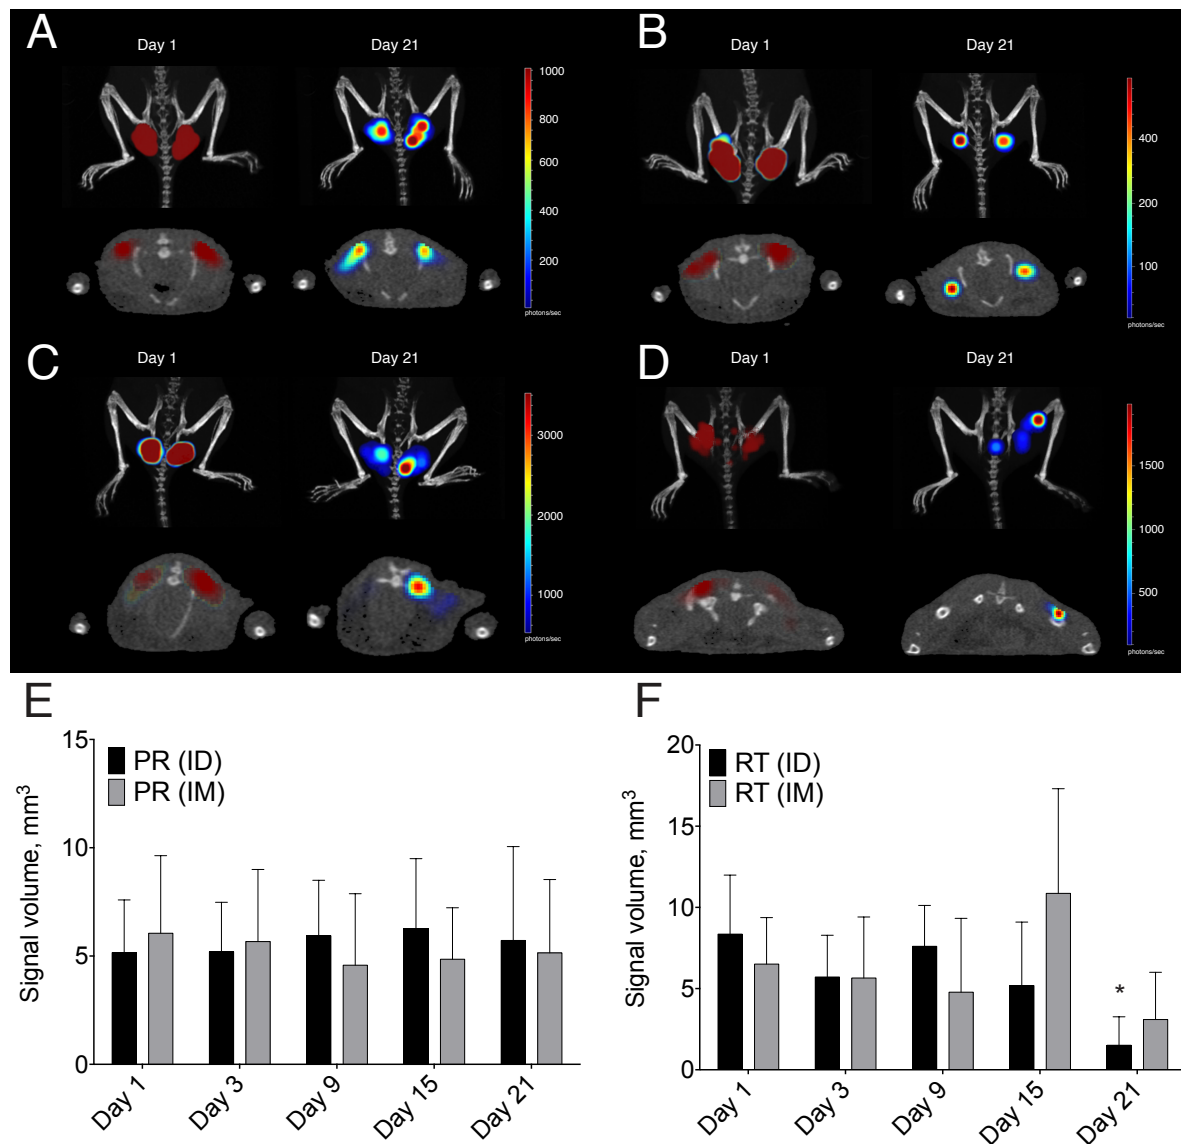 A
Day 1
Day 21
1000
800
600
400
200
photons/sec
B
Day 1
Day 21
400
200
100
photons/sec
C
Day 1
Day 21
3000
2000
1000
photons/sec
D
Day 1
Day 21
1500
1000
500
photons/sec
E
15
10
5
0
Signal volume, mm³
PR (ID)
PR (IM)
Day 1
Day 3
Day 9
Day 15
Day 21
F
20
15
10
5
0
Signal volume, mm³
RT (ID)
RT (IM)
*
Day 1
Day 3
Day 9
Day 15
Day 21